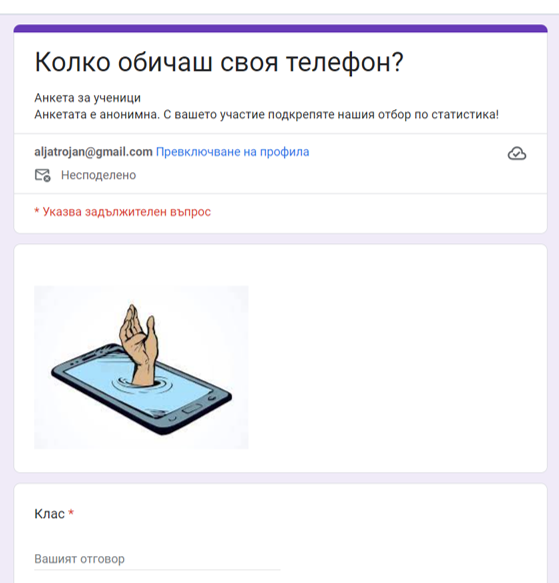 Колко обичаш своя телефон?
Анкета за ученици
Анкетата е анонимна. С вашето участие подкрепяте нашия отбор по статистика!
aljatrojan@gmail.com Превключване на профила
Несподелено
* Указва задължителен въпрос
Клас *
Вашият отговор